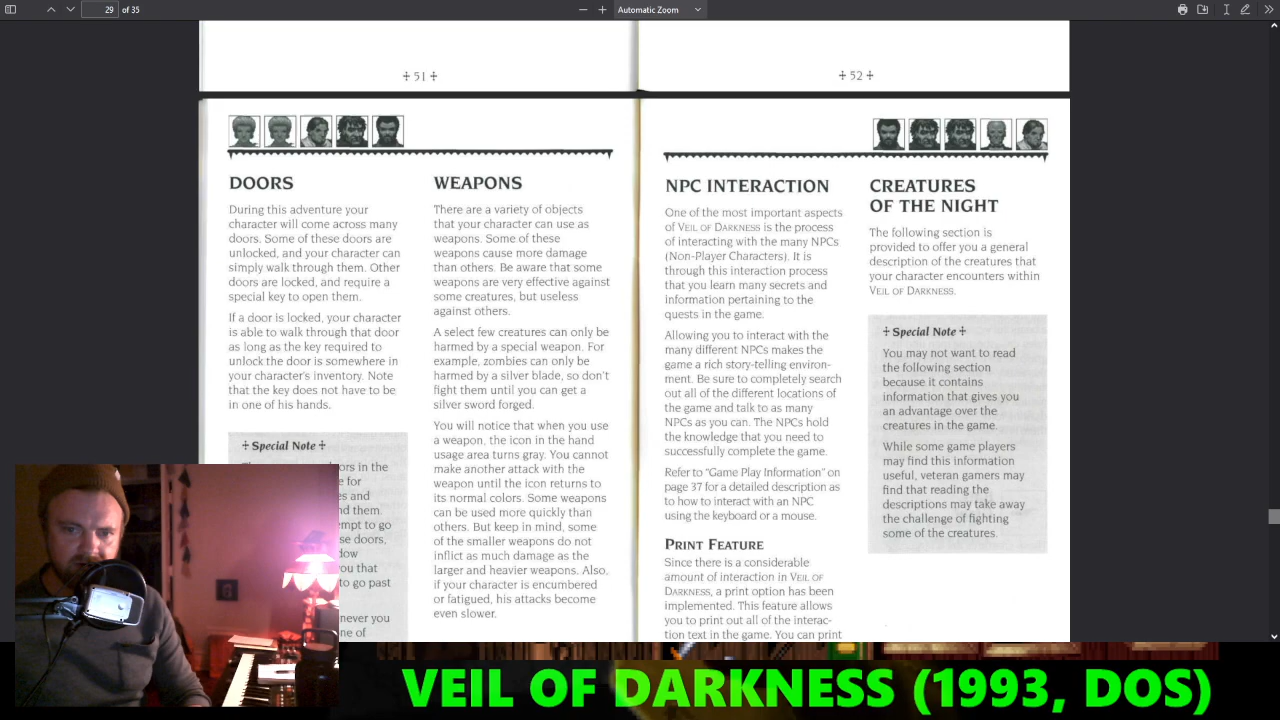 29 of 35
Automatic Zoom
51
52
DOORS
During this adventure your
character will come across many
doors. Some of these doors are
unlocked, and your character can
simply walk through them. Other
doors are locked, and require a
special key to open them.
If a door is locked, your character
is able to walk through that door
as long as the key required to
unlock the door is somewhere in
your character's inventory. Note
that the key does not have to be
in one of his hands.
Special Note
ors in the
e for
es and
nd them.
empt to go
se doors,
dow
you that
to go past
never you
one of
WEAPONS
There are a variety of objects
that your character can use as
weapons. Some of these
weapons cause more damage
than others. Be aware that some
weapons are very effective against
some creatures, but useless
against others.
A select few creatures can only be
harmed by a special weapon. For
example, zombies can only be
harmed by a silver blade, so don't
fight them until you can get a
silver sword forged.
You will notice that when you use
a weapon, the icon in the hand
usage area turns gray. You cannot
make another attack with the
weapon until the icon returns to
its normal colors. Some weapons
can be used more quickly than
others. But keep in mind, some
of the smaller weapons do not
inflict as much damage as the
larger and heavier weapons. Also,
if your character is encumbered
or fatigued, his attacks become
even slower.
NPC INTERACTION
One of the most important aspects
of VEIL OF DARKNESS is the process
of interacting with the many NPCs
(Non-Player Characters). It is
through this interaction process
that you learn many secrets and
information pertaining to the
quests in the game.
Allowing you to interact with the
many different NPCs makes the
game a rich story-telling environ-
ment. Be sure to completely search
out all of the different locations of
the game and talk to as many
NPCs as you can. The NPCs hold
the knowledge that you need to
successfully complete the game.
Refer to "Game Play Information" on
page 37 for a detailed description as
to how to interact with an NPC
using the keyboard or a mouse.
PRINT FEATURE
Since there is a considerable
amount of interaction in VEIL OF
DARKNESS, a print option has been
implemented. This feature allows
you to print out all of the interac-
tion text in the game. You can print
CREATURES
OF THE NIGHT
The following section is
provided to offer you a general
description of the creatures that
your character encounters within
VEIL OF DARKNESS.
Special Note
You may not want to read
the following section
because it contains
information that gives you
an advantage over the
creatures in the game.
While some game players
may find this information
useful, veteran gamers may
find that reading the
descriptions may take away
the challenge of fighting
some of the creatures.
VEIL OF DARKNESS (1993, DOS)